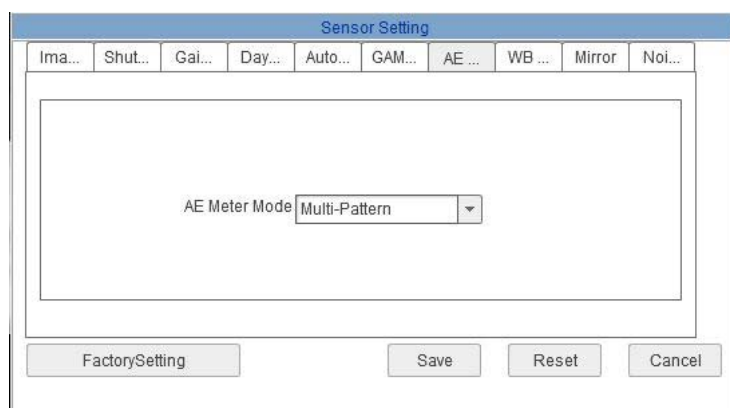 Sensor Setting
Ima... Shut... Gai... Day... Auto... GAM... AE ... WB ... Mirror Noi...
AE Meter Mode Multi-Pattern
FactorySetting Save Reset Cancel